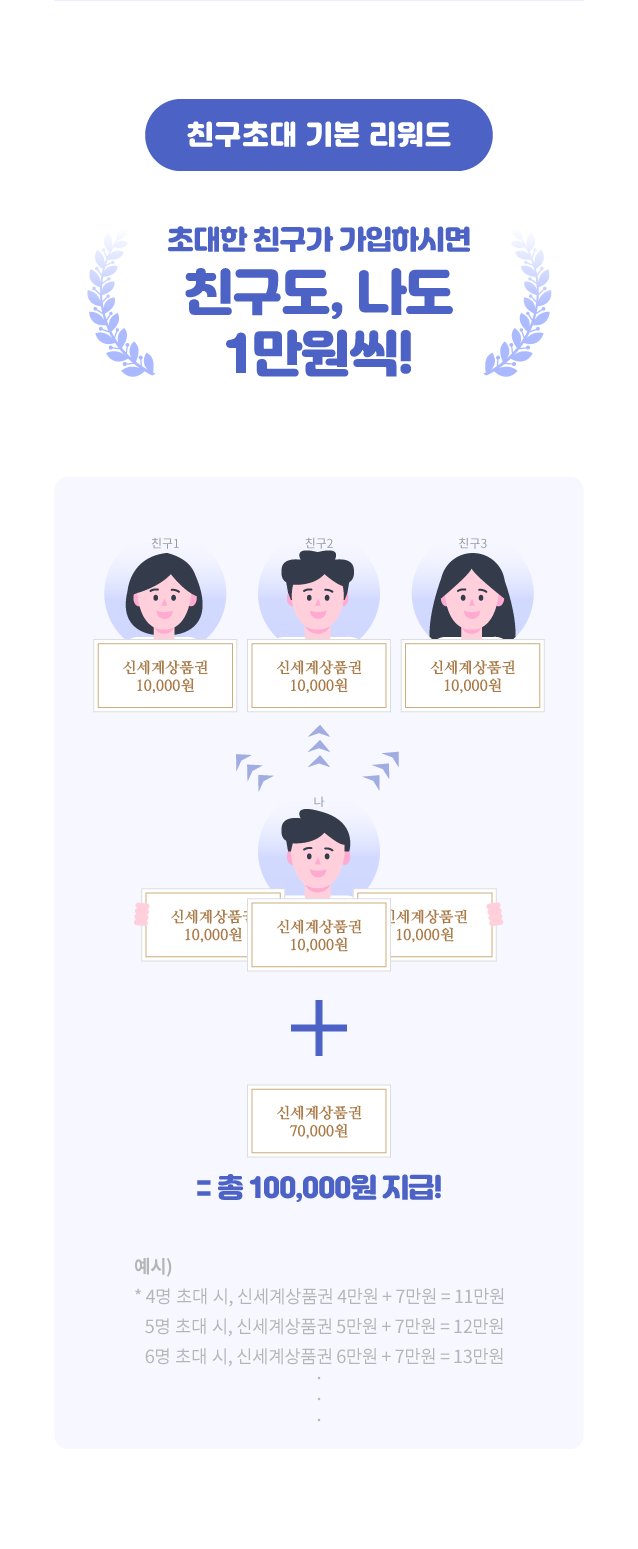 친구초대 기본 리워드
초대한 친구가 가입하시면
친구도, 나도
1만원씩!
친구1
친구2
친구3
신세계상품권
10,000원
신세계상품권
10,000원
신세계상품권
10,000원
나
신세계상품권
10,000원
신세계상품권
10,000원
신세계상품권
10,000원
+
신세계상품권
70,000원
= 총 100,000원 지급!
예시)
* 4명 초대 시, 신세계상품권 4만원 + 7만원 = 11만원
5명 초대 시, 신세계상품권 5만원 + 7만원 = 12만원
6명 초대 시, 신세계상품권 6만원 + 7만원 = 13만원
.
.
.